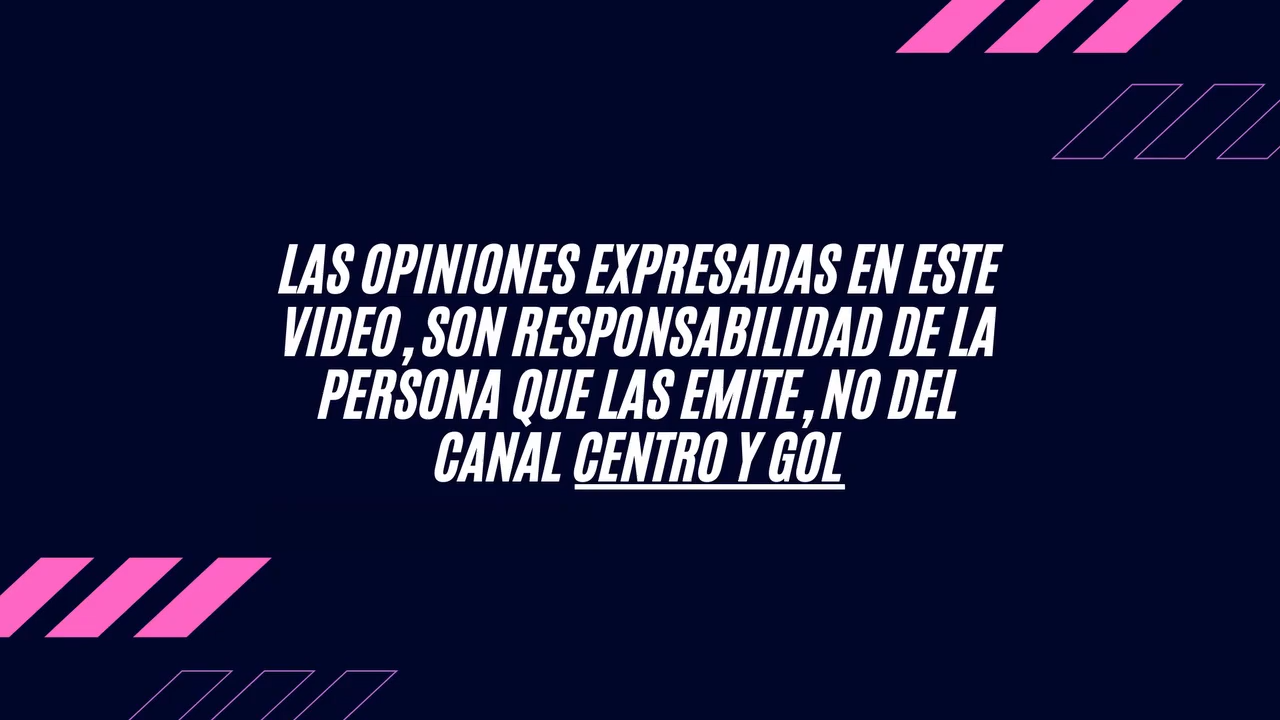 LAS OPINIONES EXPRESADAS EN ESTE
VIDEO, SON RESPONSABILIDAD DE LA
PERSONA QUE LAS EMITE, NO DEL
CANAL CENTRO Y GOL